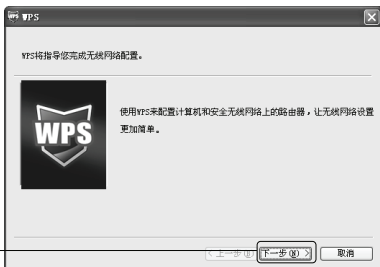 WPS
WPS将指导您完成无线网络配置。
WPS
使用WPS来配置计算机和安全无线网络上的路由器，让无线网络设置
更加简单。
< 上一步(B) 下一步(N) > 取消